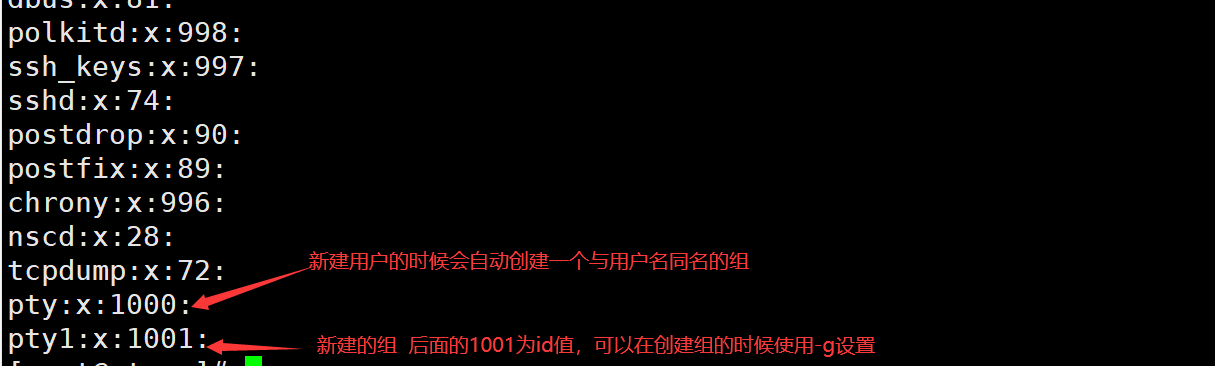 dbus:x:81:
polkitd:x:998:
ssh_keys:x:997:
sshd:x:74:
postdrop:x:90:
postfix:x:89:
chrony:x:996:
nscd:x:28:
tcpdump:x:72:
新建用户的时候会自动创建一个与用户名同名的组
pty:x:1000:
pty1:x:1001:
新建的组 后面的1001为id值，可以在创建组的时候使用-g设置